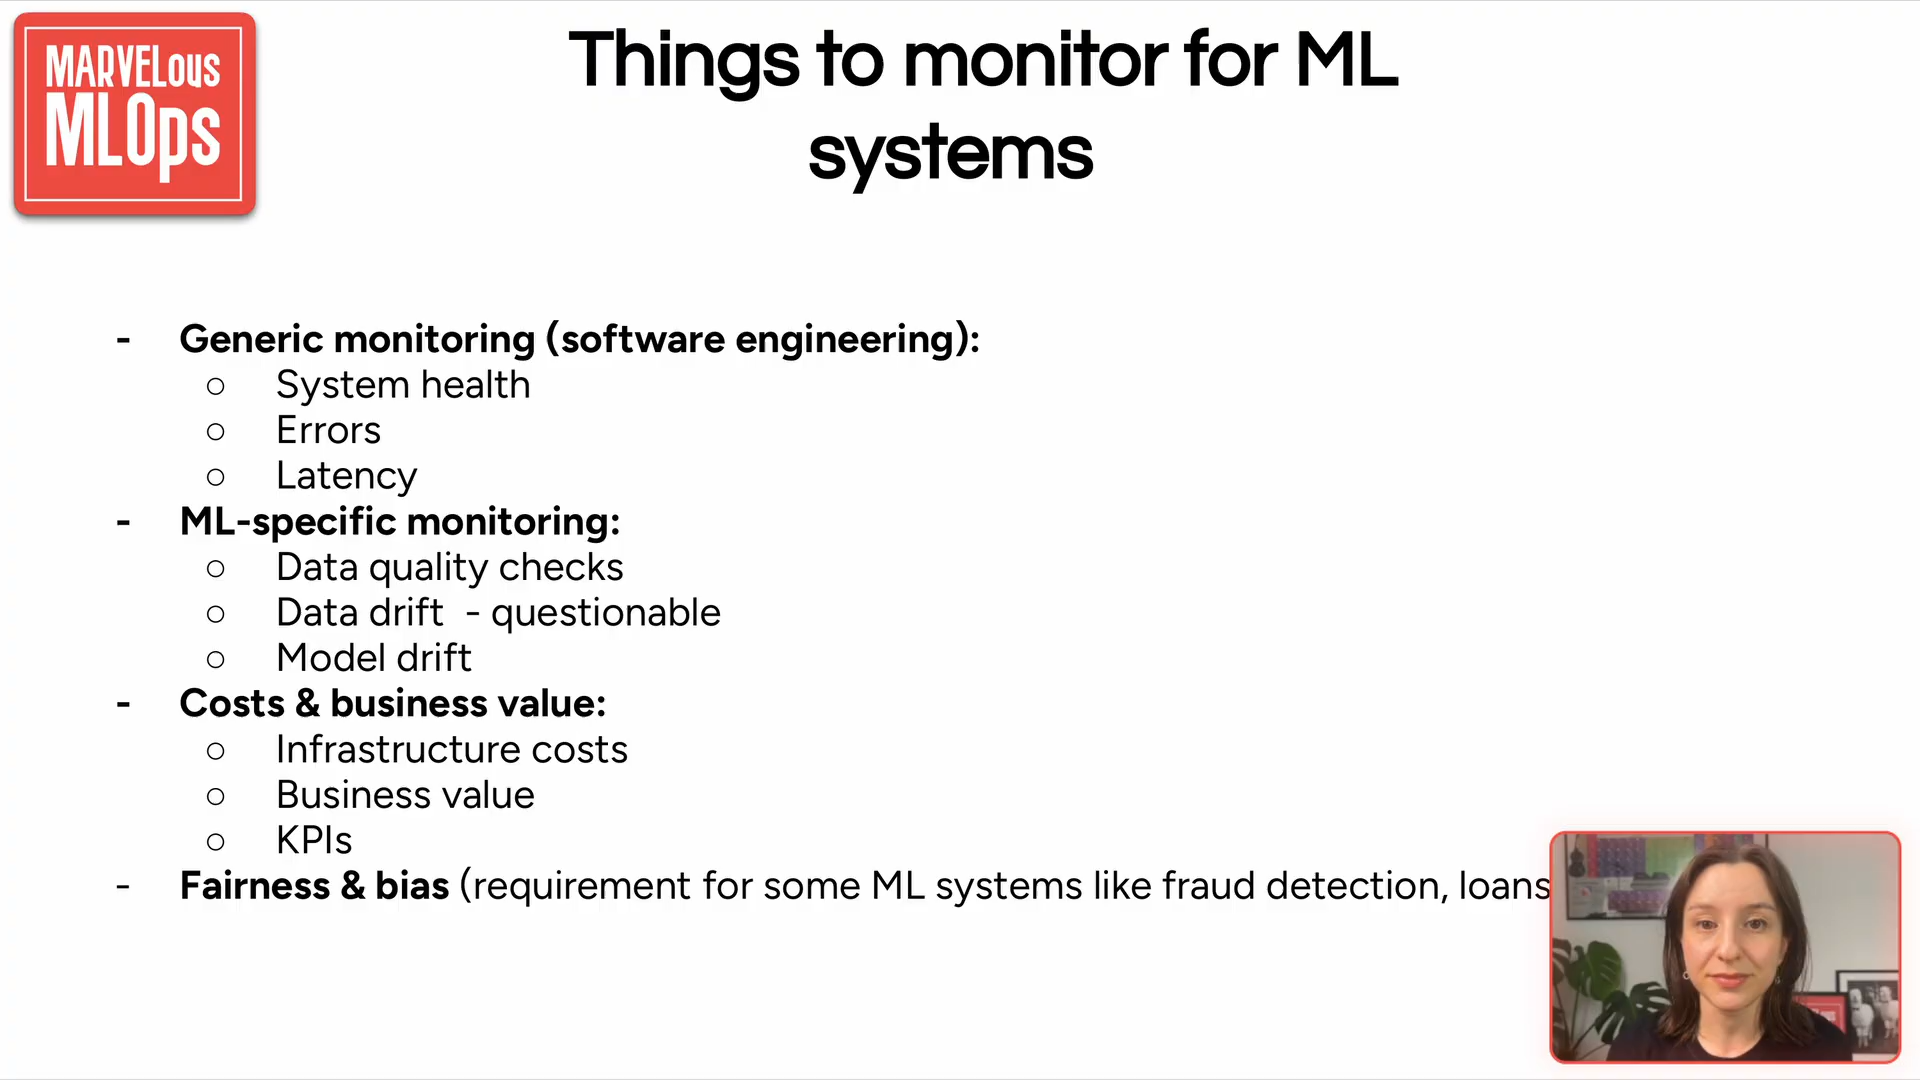 MARVELous
MLOps
Things to monitor for ML
systems
- Generic monitoring (software engineering):
○ System health
○ Errors
○ Latency
- ML-specific monitoring:
○ Data quality checks
○ Data drift  - questionable
○ Model drift
- Costs & business value:
○ Infrastructure costs
○ Business value
○ KPIs
- Fairness & bias (requirement for some ML systems like fraud detection, loans